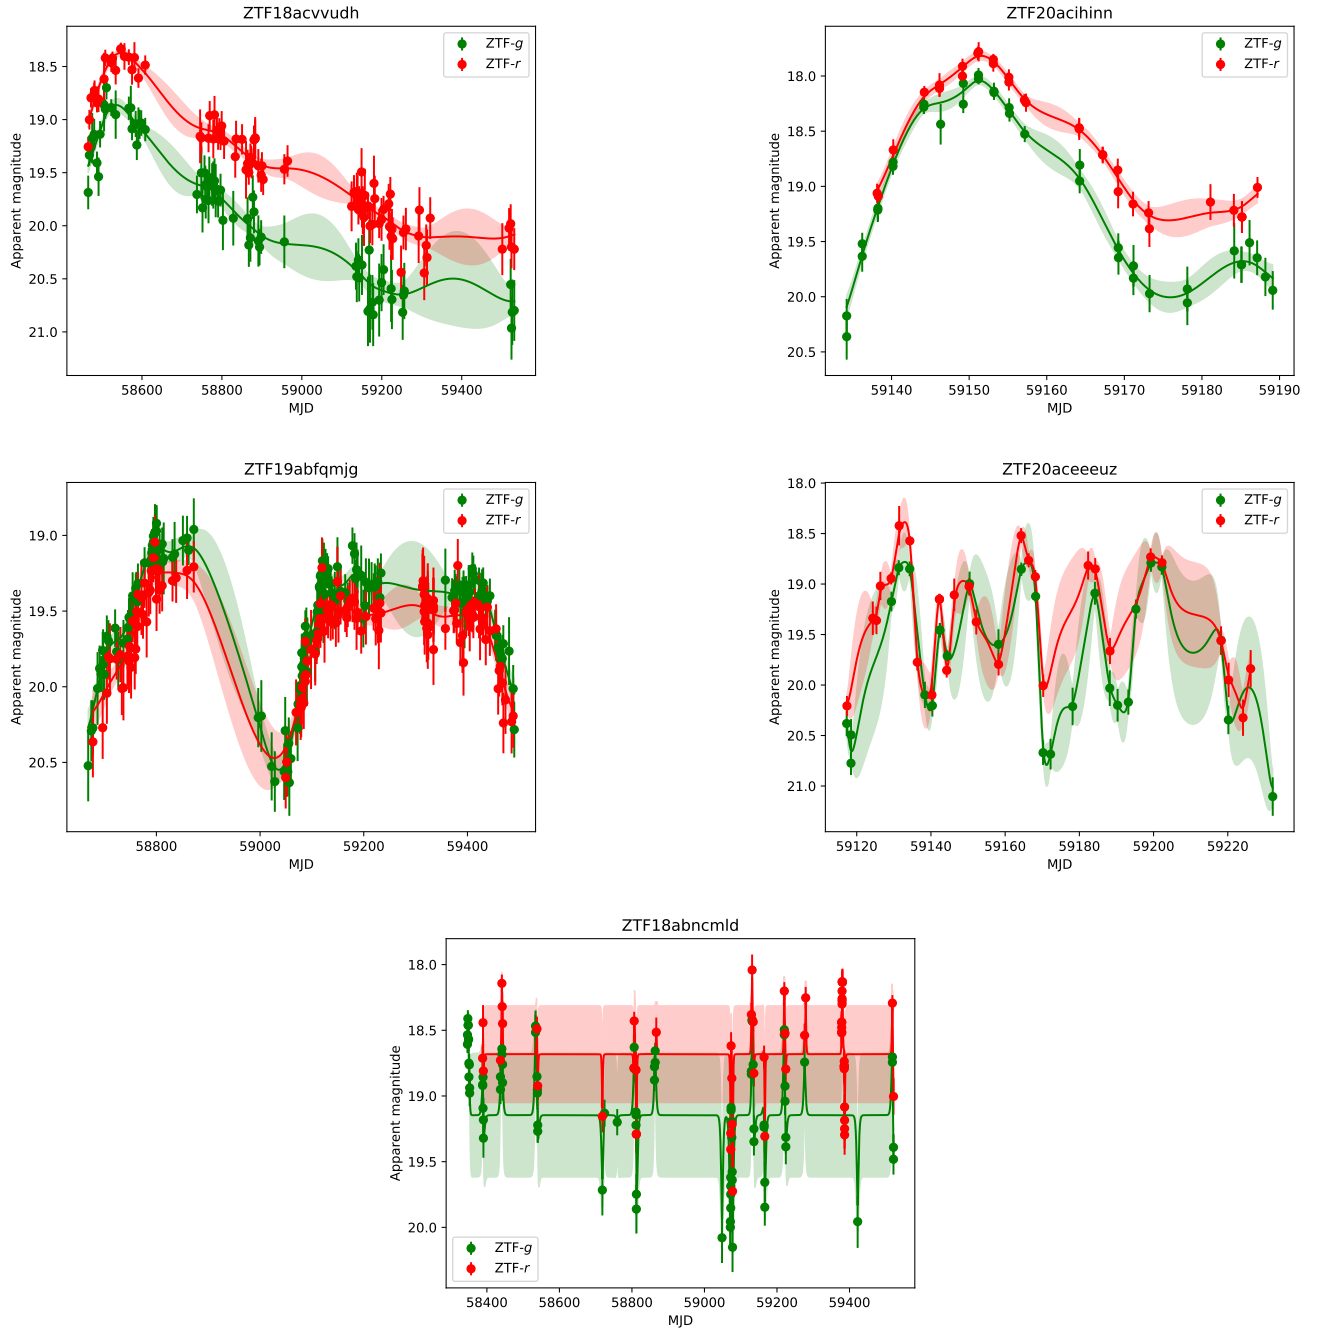 ZTF18acvvudh
ZTF-g
ZTF-r
18.5
19.0
19.5
20.0
20.5
21.0
Apparent magnitude
58600 58800 59000 59200 59400
MJD
ZTF20acihinn
ZTF-g
ZTF-r
18.0
18.5
19.0
19.5
20.0
20.5
Apparent magnitude
59140 59150 59160 59170 59180 59190
MJD
ZTF19abfqmjg
ZTF-g
ZTF-r
19.0
19.5
20.0
20.5
Apparent magnitude
58800 59000 59200 59400
MJD
ZTF20aceeeuz
ZTF-g
ZTF-r
18.0
18.5
19.0
19.5
20.0
20.5
21.0
Apparent magnitude
59120 59140 59160 59180 59200 59220
MJD
ZTF18abncmld
18.0
18.5
19.0
19.5
20.0
Apparent magnitude
ZTF-g
ZTF-r
58400 58600 58800 59000 59200 59400
MJD